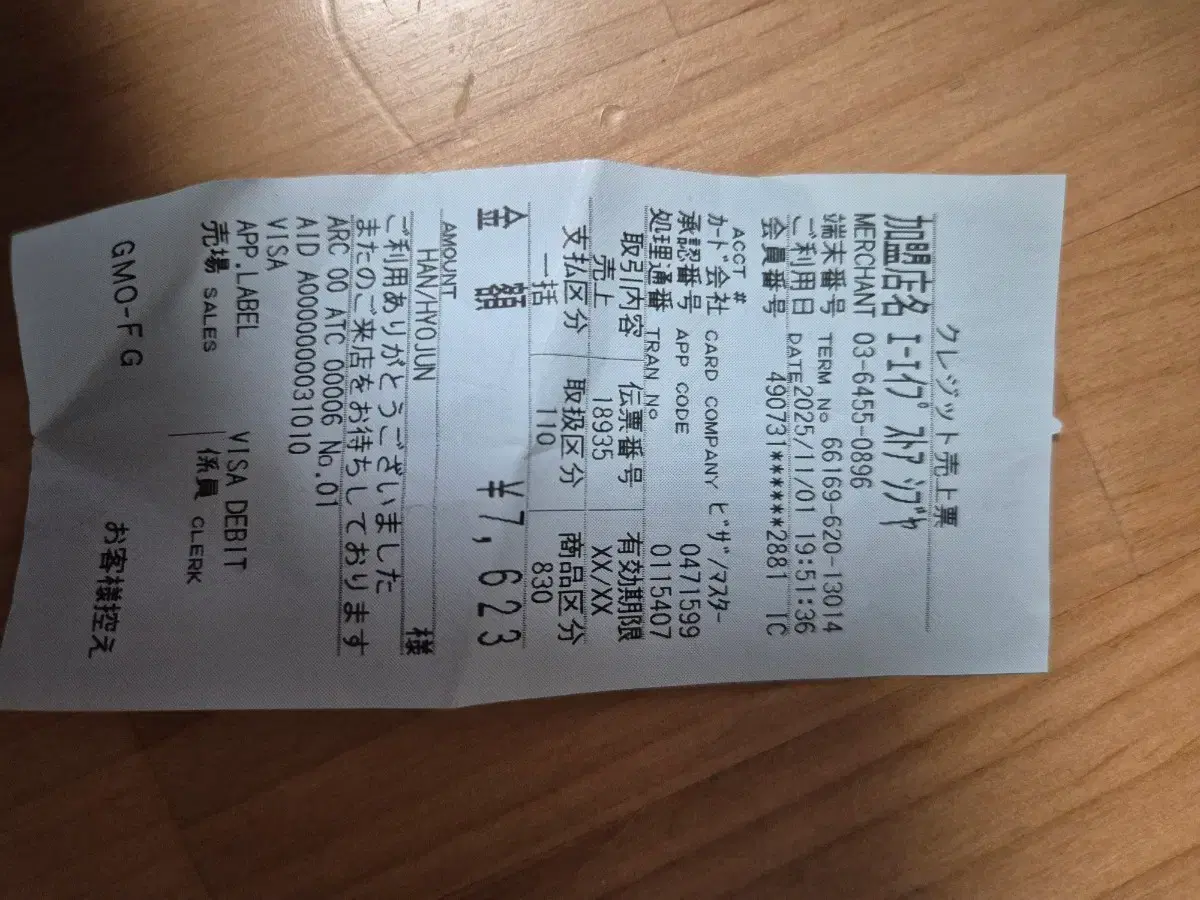 クレジット売上票
加盟店名 ｴｰｴｲﾌﾟ ｽﾄｱ ｼﾌﾞﾔ
MERCHANT 03-6455-0896
端末番号 TERM No 66169-620-13014
ご利用日 DATE 2025/11/01 19:51:36
会員番号 490731******2881 IC
ACCT #
ｶｰﾄﾞ会社 CARD COMPANY ﾋﾞｻﾞ/ﾏｽﾀｰ
承認番号 APP CODE 0471599
処理通番 TRAN No 0115407
取引内容 伝票番号 有効期限
売上 18935 XX/XX
支払区分 取扱区分 商品区分
一括 110 830
金 額 ¥7,623
AMOUNT
HAN/HYOJUN 様
ご利用ありがとうございました
またのご来店をお待ちしております
ARC 00 ATC 00006 No.01
AID A0000000031010
VISA
APP.LABEL VISA DEBIT
売場 SALES 係員 CLERK
GMO-FG お客様控え